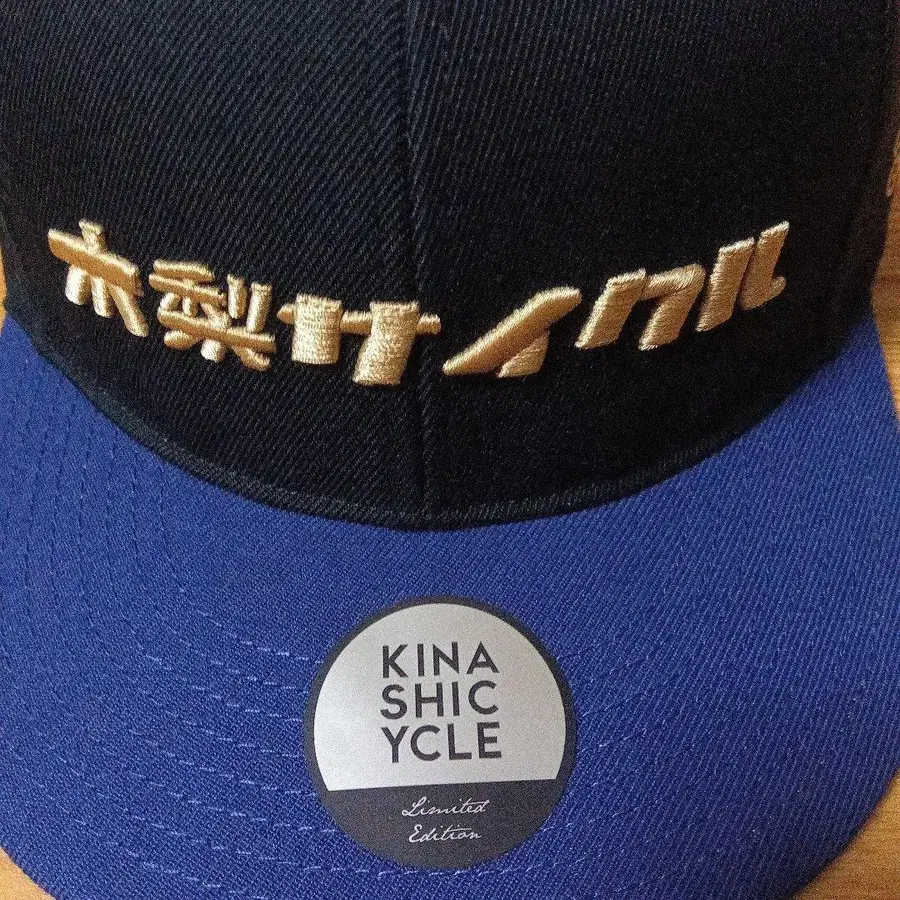 木梨サイクル
KINA
SHIC
YCLE
Limited
Edition